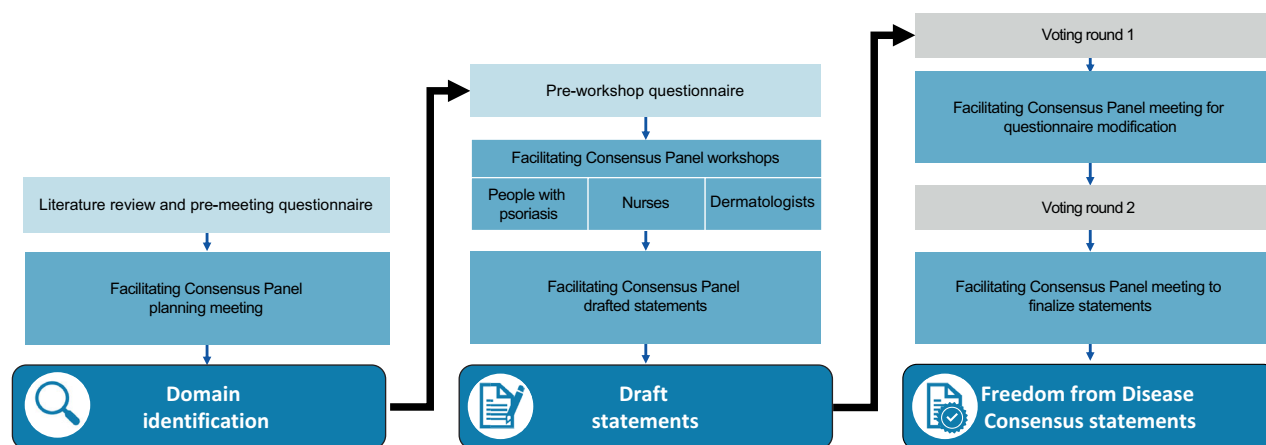 Literature review and pre-meeting questionnaire
Facilitating Consensus Panel
planning meeting
Domain
identification
Pre-workshop questionnaire
Facilitating Consensus Panel workshops
People with
psoriasis
Nurses
Dermatologists
Facilitating Consensus Panel
drafted statements
Draft
statements
Voting round 1
Facilitating Consensus Panel meeting for
questionnaire modification
Voting round 2
Facilitating Consensus Panel meeting to
finalize statements
Freedom from Disease
Consensus statements